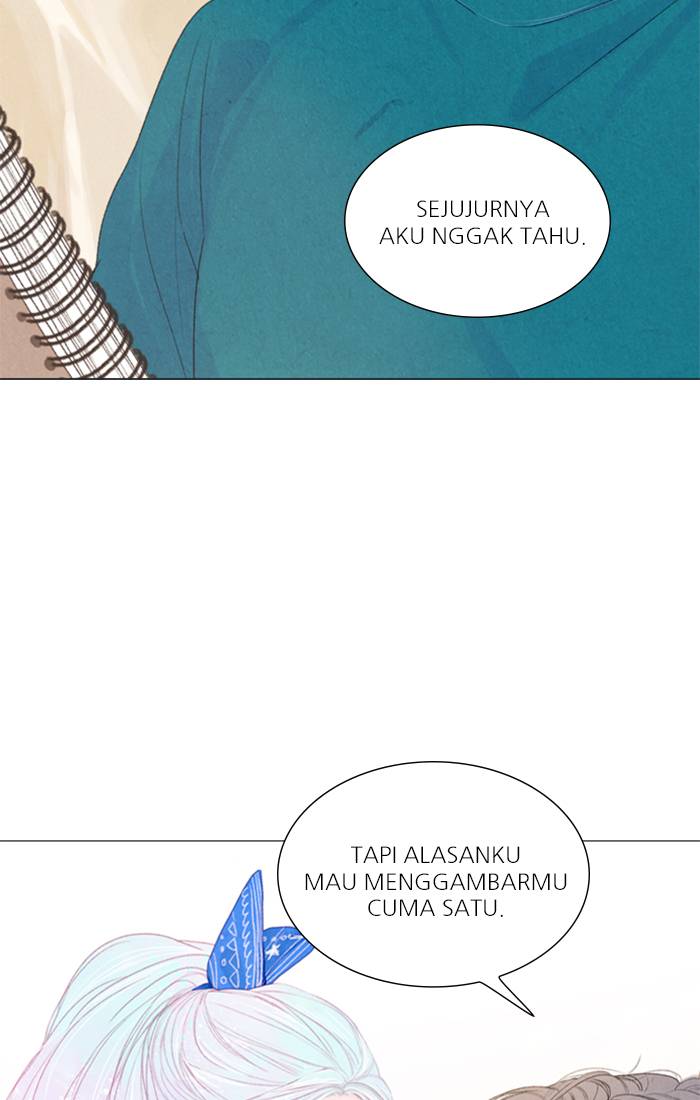 SEJUJURNYA
AKU NGGAK TAHU.
TAPI ALASANKU
MAU MENGGAMBARMU
CUMA SATU.